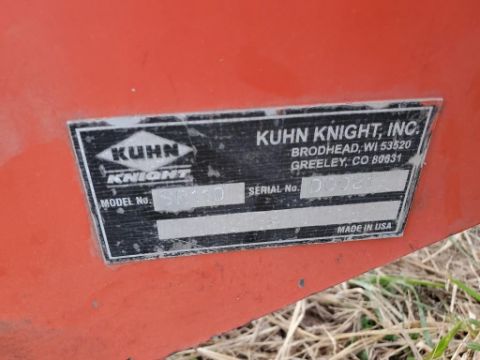 KUHN
KNIGHT
KUHN KNIGHT, INC.
BRODHEAD, WI 53520
GREELEY, CO 80631
MODEL No.
SERIAL No.
MADE IN USA